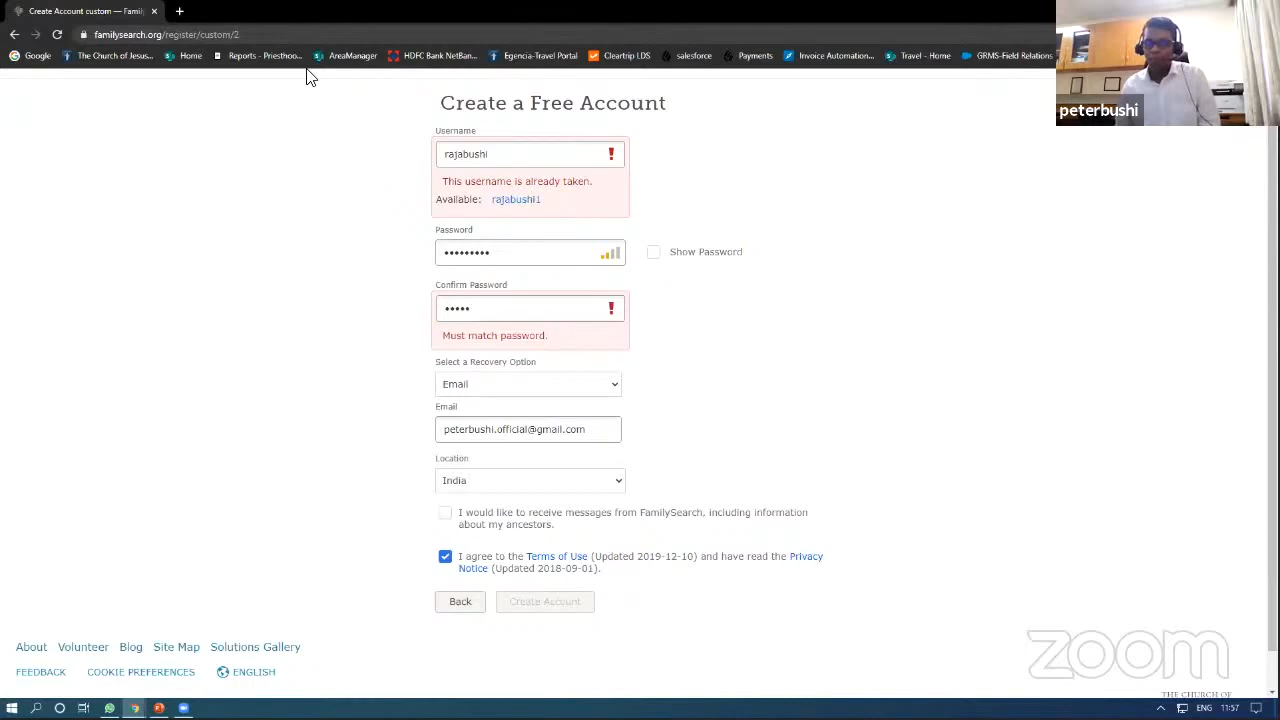 Create Account custom — Family
familysearch.org/register/custom/2
Google The Church of Jesus... Home Reports - Priesthoo... AreaManager HDFC Bank NetBan... Egencia-Travel Portal Cleartrip LDS salesforce Payments Invoice Automation... Travel - Home GRMS-Field Relations
peterbushi
Create a Free Account
Username
rajabushi
This username is already taken.
Available: rajabushi1
Password
••••••••• Show Password
Confirm Password
•••••
Must match password.
Select a Recovery Option
Email
Email
peterbushi.official@gmail.com
Location
India
I would like to receive messages from FamilySearch, including information
about my ancestors.
I agree to the Terms of Use (Updated 2019-12-10) and have read the Privacy
Notice (Updated 2018-09-01).
Back Create Account
About Volunteer Blog Site Map Solutions Gallery
FEEDBACK COOKIE PREFERENCES ENGLISH
zoom
THE CHURCH OF
ENG 11:57